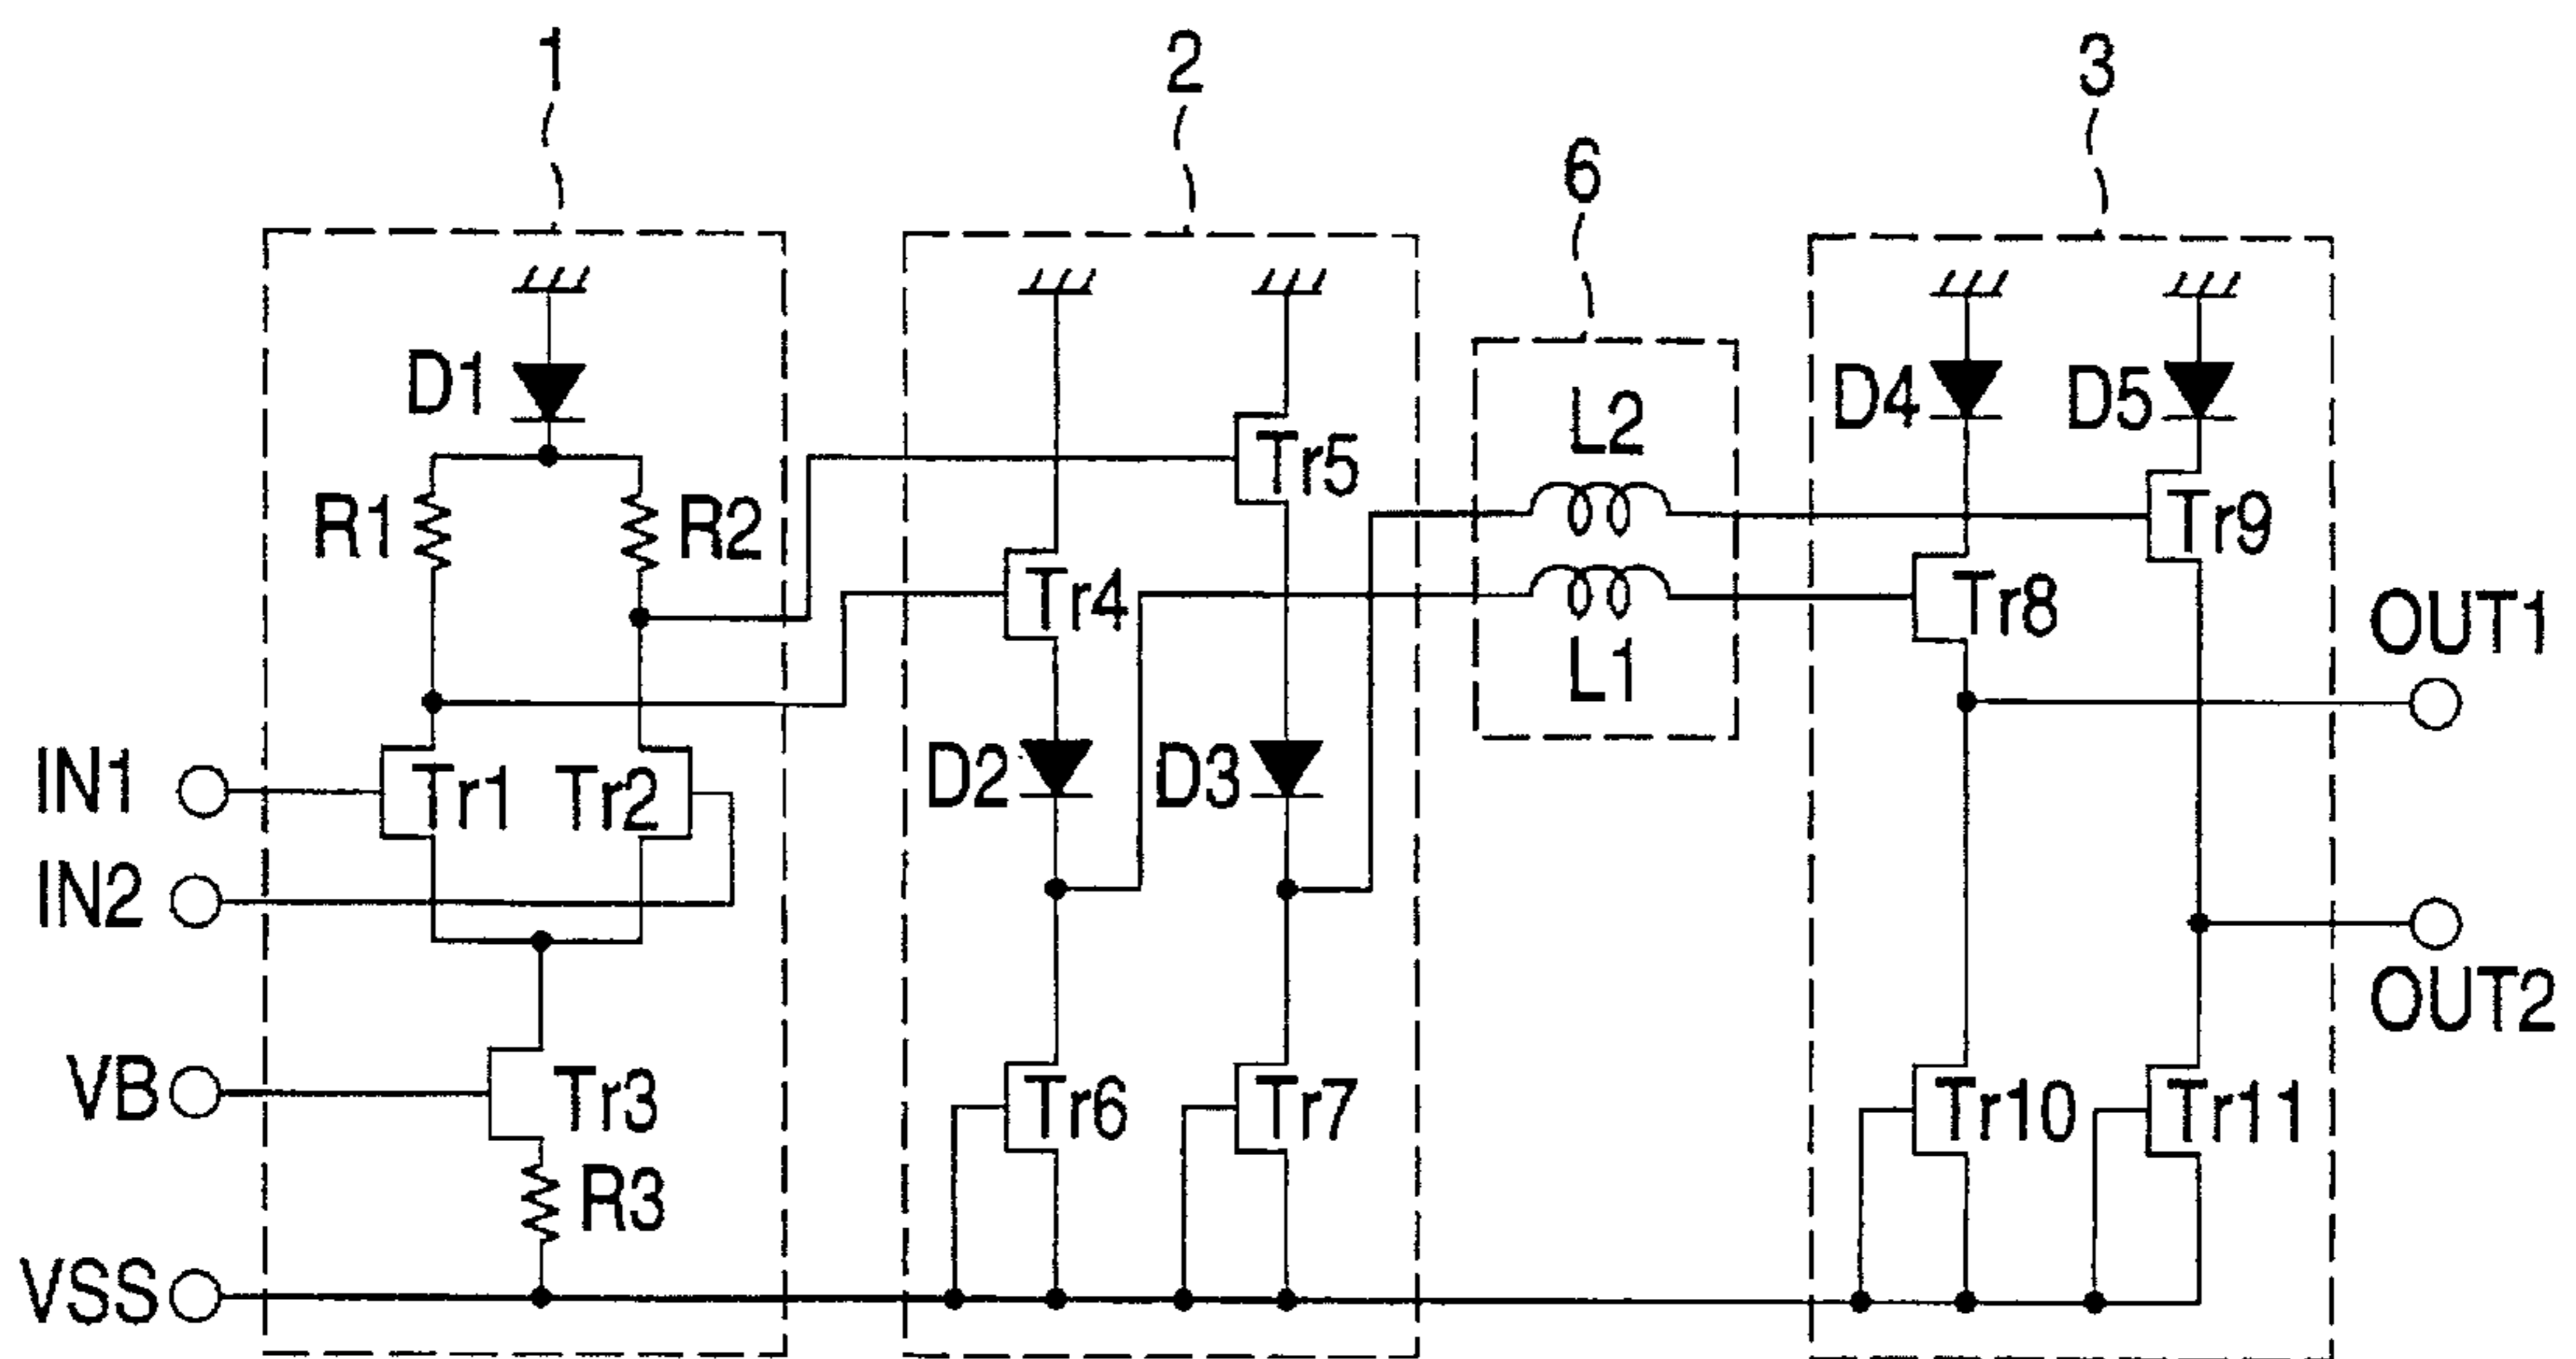 1
2
3
6
D1
D4
D5
L2
R1
R2
Tr5
Tr9
Tr4
Tr8
OUT1
L1
IN1
Tr1
Tr2
D2
D3
IN2
OUT2
VB
Tr3
Tr6
Tr7
Tr10
Tr11
R3
VSS